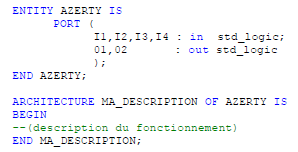 ENTITY AZERTY IS
PORT (
I1,I2,I3,I4 : in std_logic;
O1,O2 : out std_logic
);
END AZERTY;
ARCHITECTURE MA_DESCRIPTION OF AZERTY IS
BEGIN
--(description du fonctionnement)
END MA_DESCRIPTION;